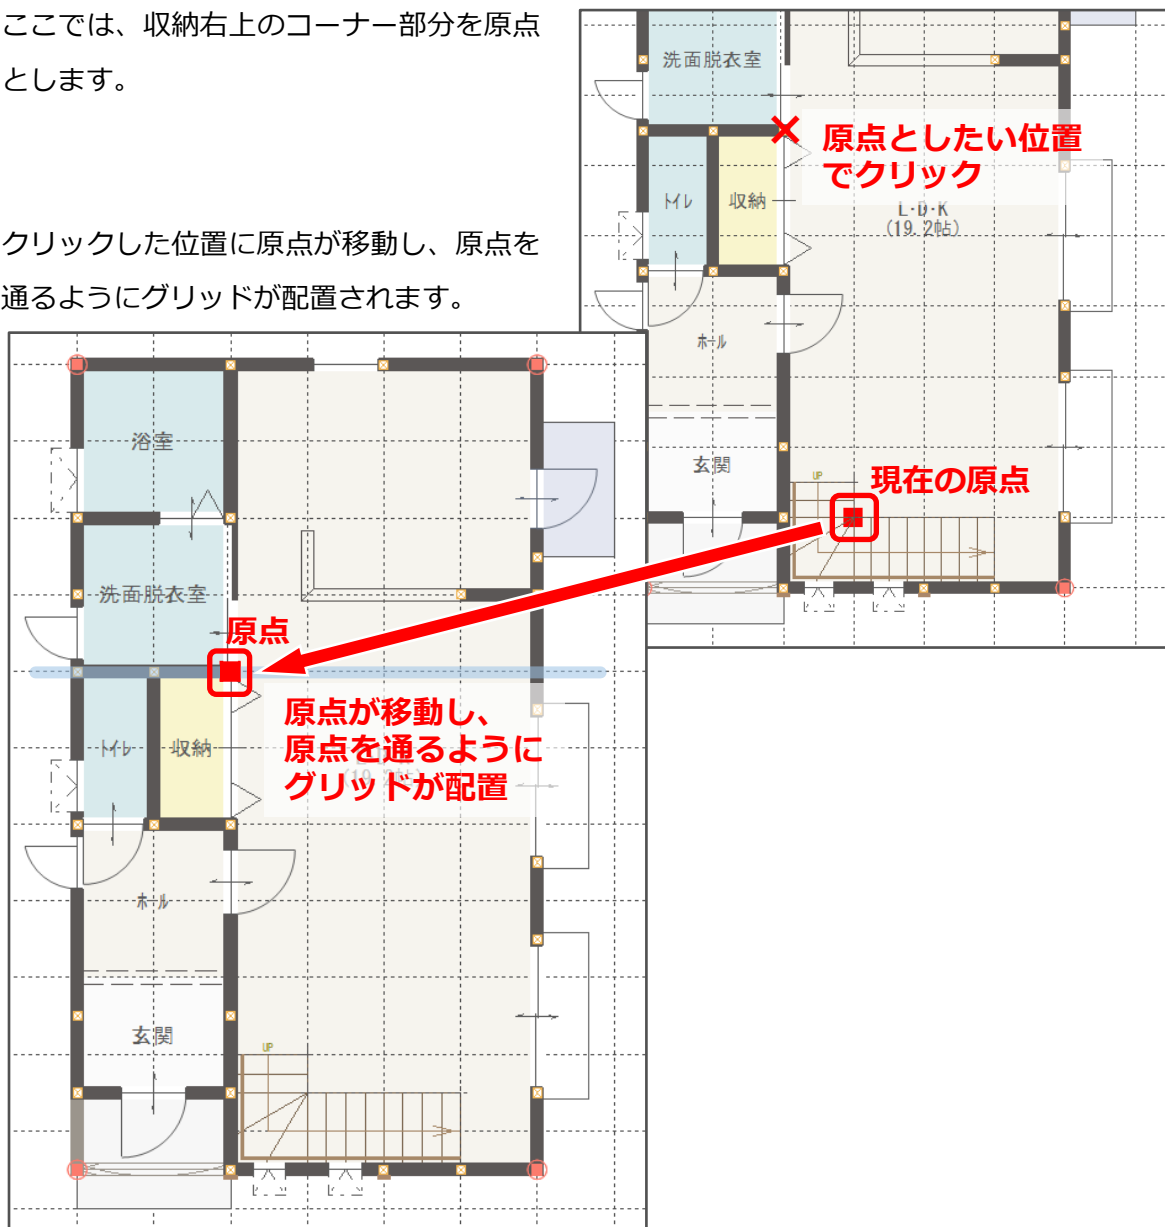 ここでは、収納右上のコーナー部分を原点
とします。
クリックした位置に原点が移動し、原点を
通るようにグリッドが配置されます。
洗面脱衣室
原点としたい位置
でクリック
トイレ
収納
L・D・K
(19.2帖)
ホール
玄関
UP
現在の原点
浴室
洗面脱衣室
原点
原点が移動し、
原点を通るように
グリッドが配置
トイレ
収納
(19.2帖)
ホール
玄関
UP